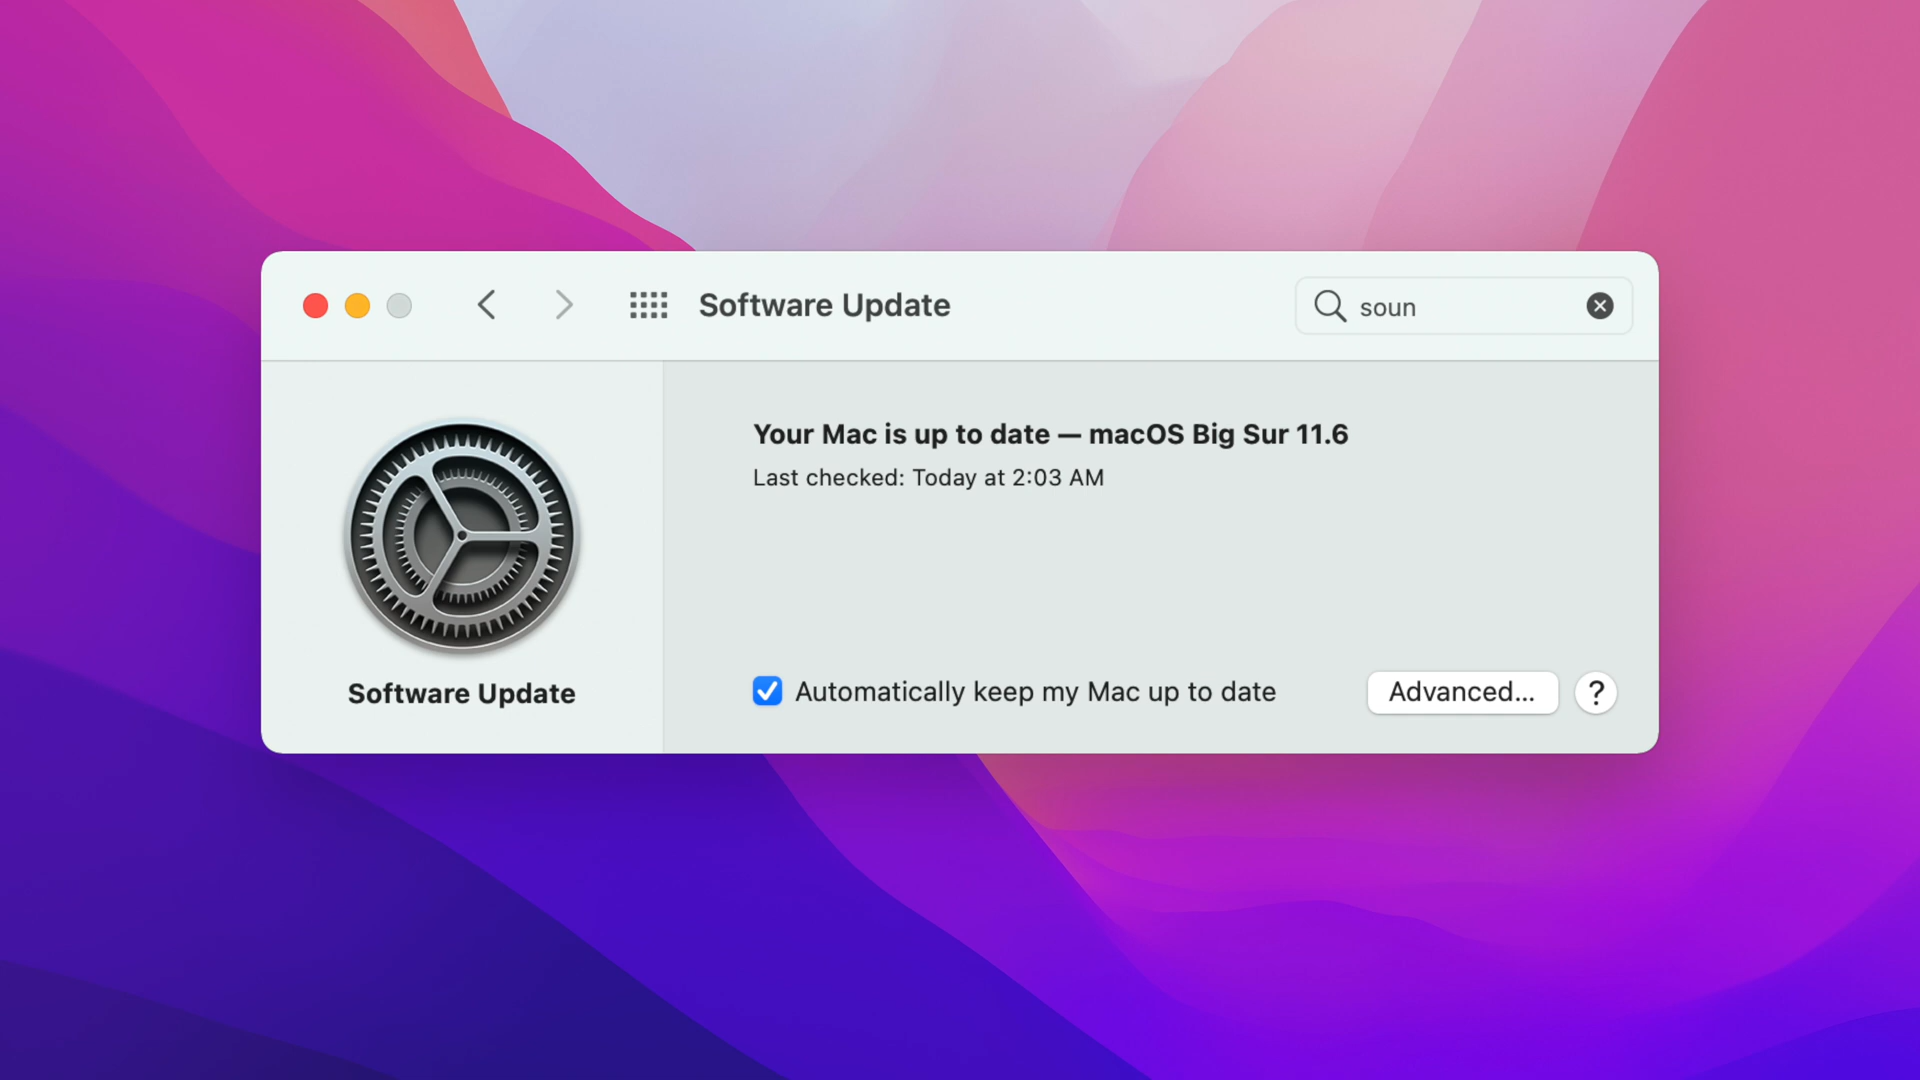 Software Update
soun
Your Mac is up to date — macOS Big Sur 11.6
Last checked: Today at 2:03 AM
Software Update
Automatically keep my Mac up to date
Advanced...
?